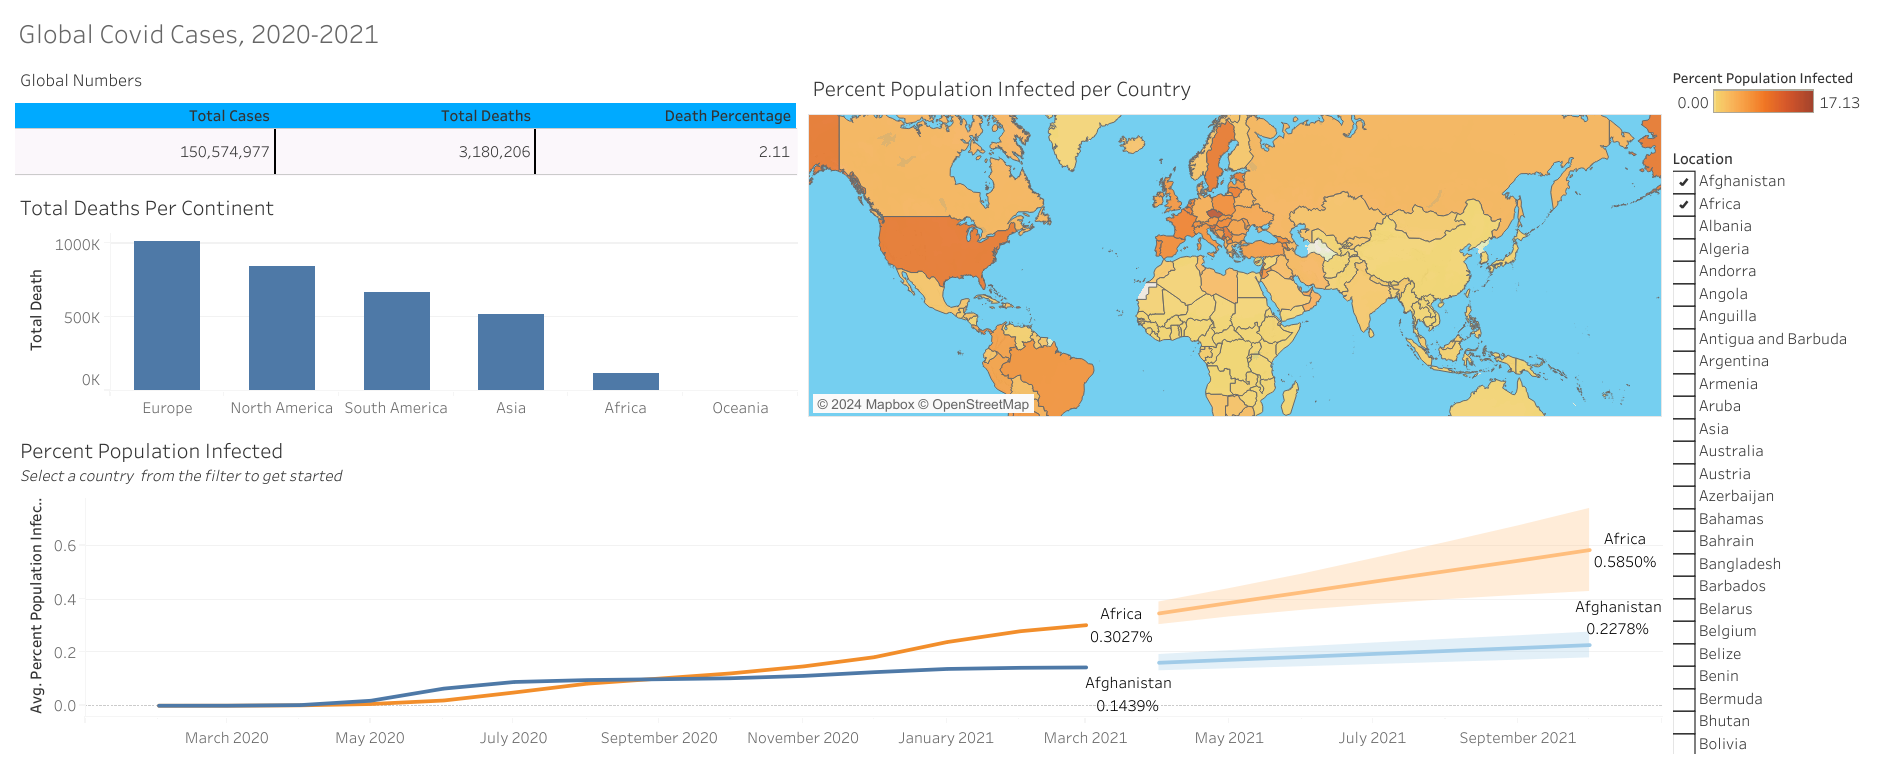 Global Covid Cases, 2020-2021
Global Numbers
Total Cases Total Deaths Death Percentage
150,574,977 3,180,206 2.11
Total Deaths Per Continent
Total Death
1000K
500K
0K
Europe North America South America Asia Africa Oceania
Percent Population Infected per Country
© 2024 Mapbox © OpenStreetMap
Percent Population Infected
0.00 17.13
Location
Afghanistan
Africa
Albania
Algeria
Andorra
Angola
Anguilla
Antigua and Barbuda
Argentina
Armenia
Aruba
Asia
Australia
Austria
Azerbaijan
Bahamas
Bahrain
Bangladesh
Barbados
Belarus
Belgium
Belize
Benin
Bermuda
Bhutan
Bolivia
Percent Population Infected
Select a country from the filter to get started
Avg. Percent Population Infec..
0.6
0.4
0.2
0.0
Africa
0.3027%
Afghanistan
0.1439%
Africa
0.5850%
Afghanistan
0.2278%
March 2020 May 2020 July 2020 September 2020 November 2020 January 2021 March 2021 May 2021 July 2021 September 2021